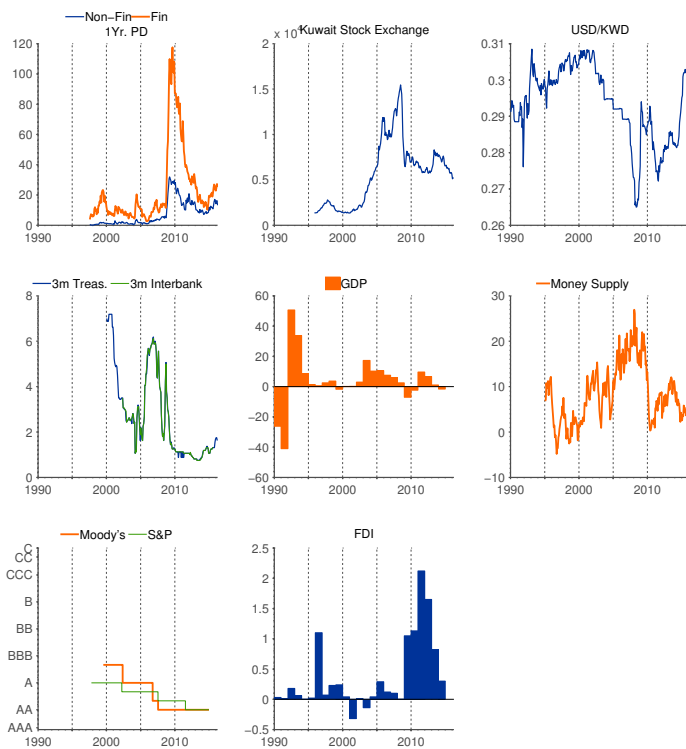 Non-Fin Fin
1Yr. PD
120
100
80
60
40
20
0
1990 2000 2010
x 10⁴
Kuwait Stock Exchange
2
1.5
1
0.5
0
1990 2000 2010
USD/KWD
0.31
0.3
0.29
0.28
0.27
0.26
1990 2000 2010
3m Treas. 3m Interbank
8
6
4
2
0
1990 2000 2010
GDP
60
40
20
0
−20
−40
−60
1990 2000 2010
Money Supply
30
20
10
0
−10
1990 2000 2010
Moody's S&P
C
CC
CCC
B
BB
BBB
A
AA
AAA
1990 2000 2010
FDI
2.5
2
1.5
1
0.5
0
−0.5
1990 2000 2010